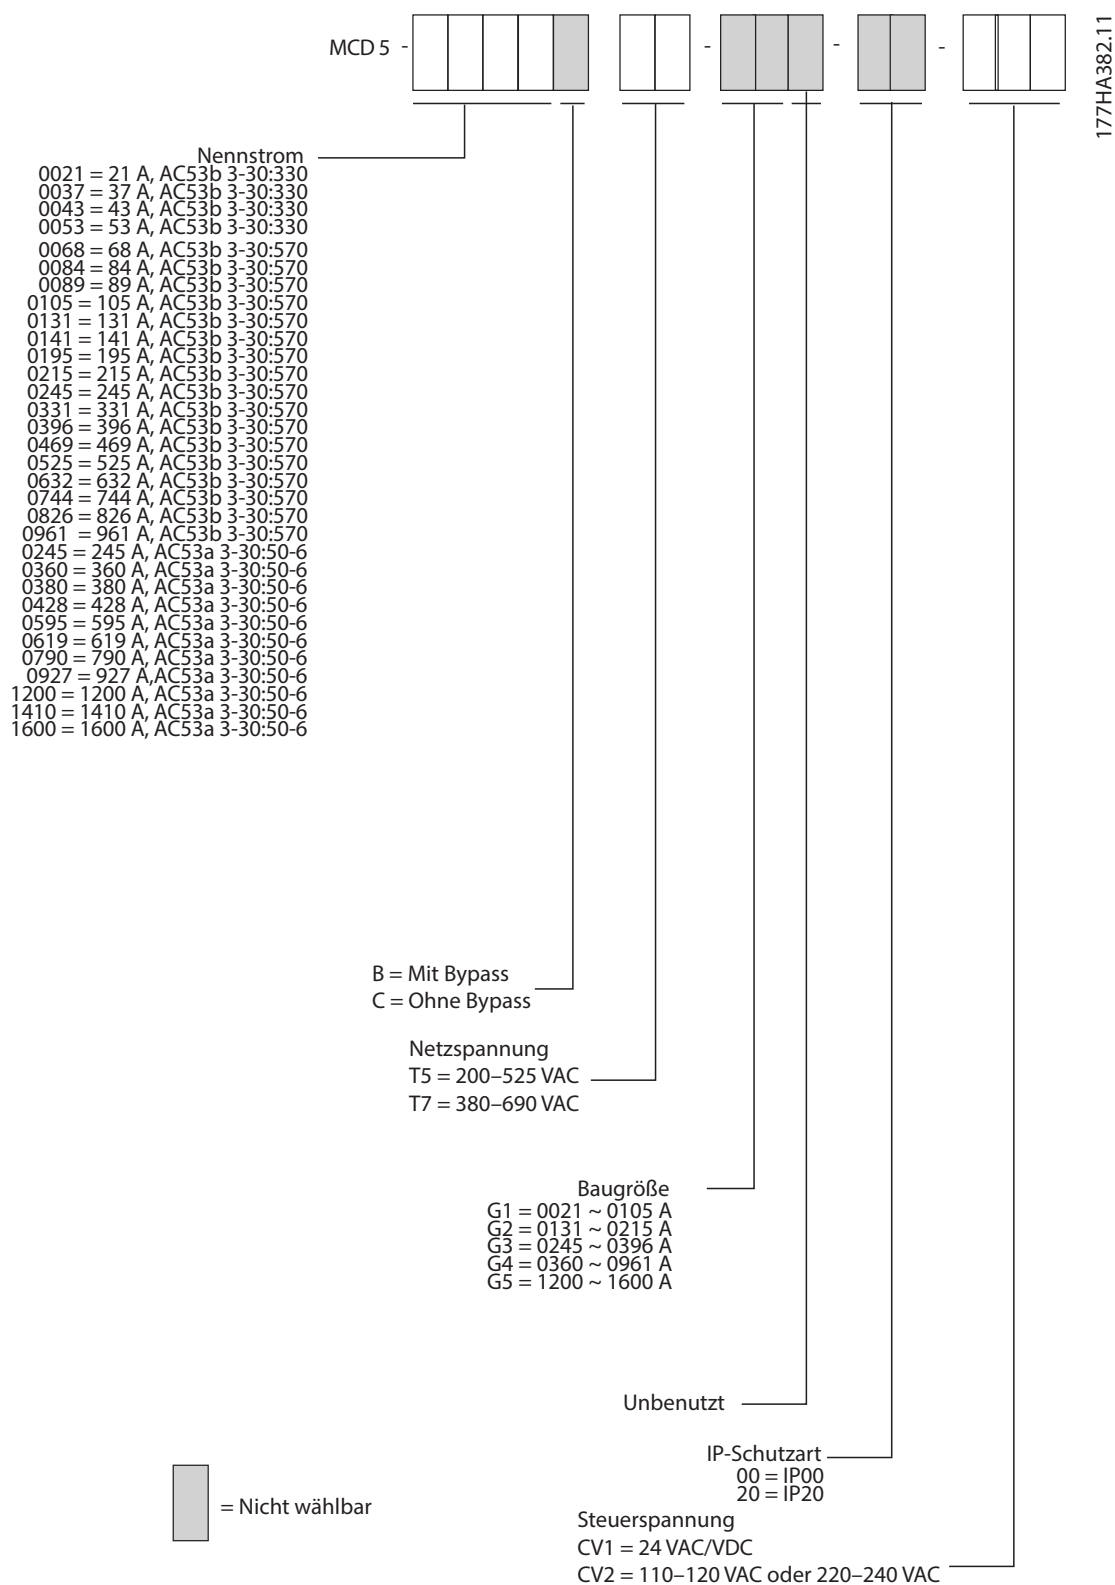 MCD 5 - - - -
177HA382.11
Nennstrom
0021 = 21 A, AC53b 3-30:330
0037 = 37 A, AC53b 3-30:330
0043 = 43 A, AC53b 3-30:330
0053 = 53 A, AC53b 3-30:330
0068 = 68 A, AC53b 3-30:570
0084 = 84 A, AC53b 3-30:570
0089 = 89 A, AC53b 3-30:570
0105 = 105 A, AC53b 3-30:570
0131 = 131 A, AC53b 3-30:570
0141 = 141 A, AC53b 3-30:570
0195 = 195 A, AC53b 3-30:570
0215 = 215 A, AC53b 3-30:570
0245 = 245 A, AC53b 3-30:570
0331 = 331 A, AC53b 3-30:570
0396 = 396 A, AC53b 3-30:570
0469 = 469 A, AC53b 3-30:570
0525 = 525 A, AC53b 3-30:570
0632 = 632 A, AC53b 3-30:570
0744 = 744 A, AC53b 3-30:570
0826 = 826 A, AC53b 3-30:570
0961 = 961 A, AC53b 3-30:570
0245 = 245 A, AC53a 3-30:50-6
0360 = 360 A, AC53a 3-30:50-6
0380 = 380 A, AC53a 3-30:50-6
0428 = 428 A, AC53a 3-30:50-6
0595 = 595 A, AC53a 3-30:50-6
0619 = 619 A, AC53a 3-30:50-6
0790 = 790 A, AC53a 3-30:50-6
0927 = 927 A,AC53a 3-30:50-6
1200 = 1200 A, AC53a 3-30:50-6
1410 = 1410 A, AC53a 3-30:50-6
1600 = 1600 A, AC53a 3-30:50-6
B = Mit Bypass
C = Ohne Bypass
Netzspannung
T5 = 200–525 VAC
T7 = 380–690 VAC
Baugröße
G1 = 0021 ~ 0105 A
G2 = 0131 ~ 0215 A
G3 = 0245 ~ 0396 A
G4 = 0360 ~ 0961 A
G5 = 1200 ~ 1600 A
Unbenutzt
IP-Schutzart
00 = IP00
20 = IP20
= Nicht wählbar
Steuerspannung
CV1 = 24 VAC/VDC
CV2 = 110–120 VAC oder 220–240 VAC